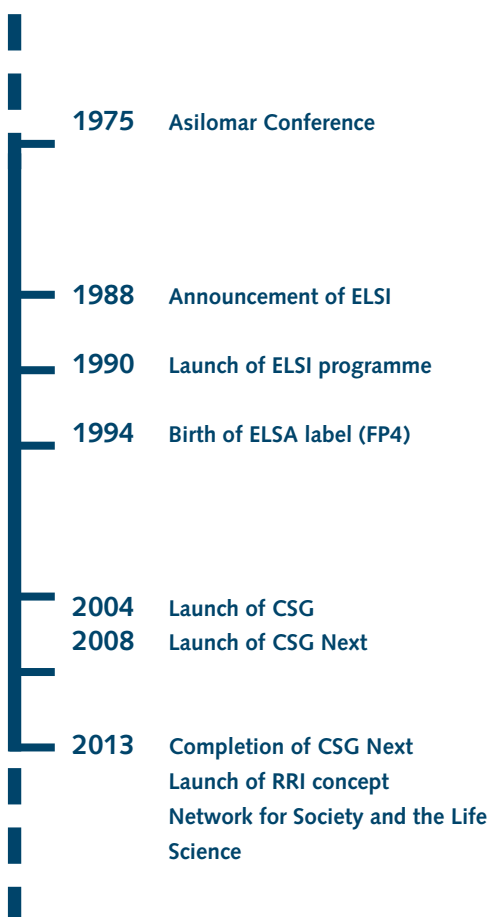 1975 Asilomar Conference
1988 Announcement of ELSI
1990 Launch of ELSI programme
1994 Birth of ELSA label (FP4)
2004 Launch of CSG
2008 Launch of CSG Next
2013 Completion of CSG Next
Launch of RRI concept
Network for Society and the Life
Science